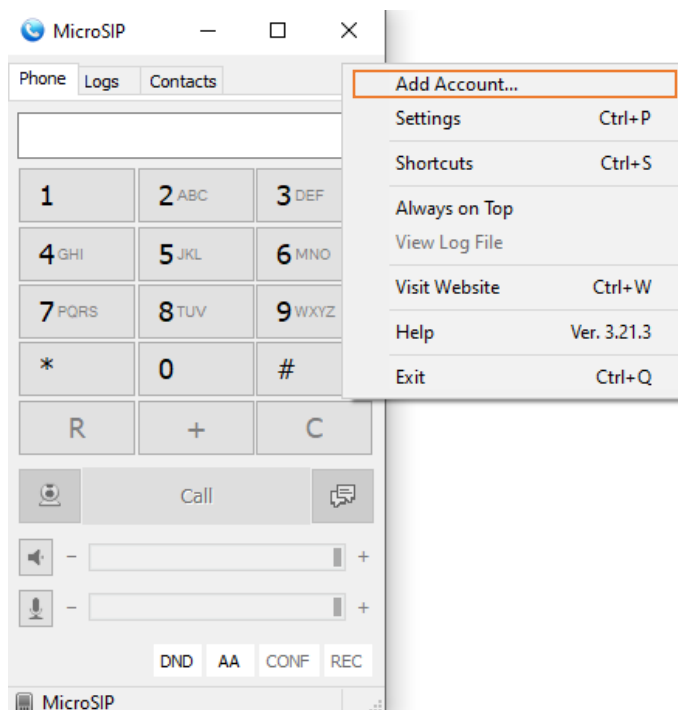 MicroSIP
Phone Logs Contacts
Add Account...
Settings Ctrl+P
Shortcuts Ctrl+S
Always on Top
View Log File
Visit Website Ctrl+W
Help Ver. 3.21.3
Exit Ctrl+Q
1 2 ABC 3 DEF
4 GHI 5 JKL 6 MNO
7 PQRS 8 TUV 9 WXYZ
* 0 #
R + C
Call
- +
- +
DND AA CONF REC
MicroSIP